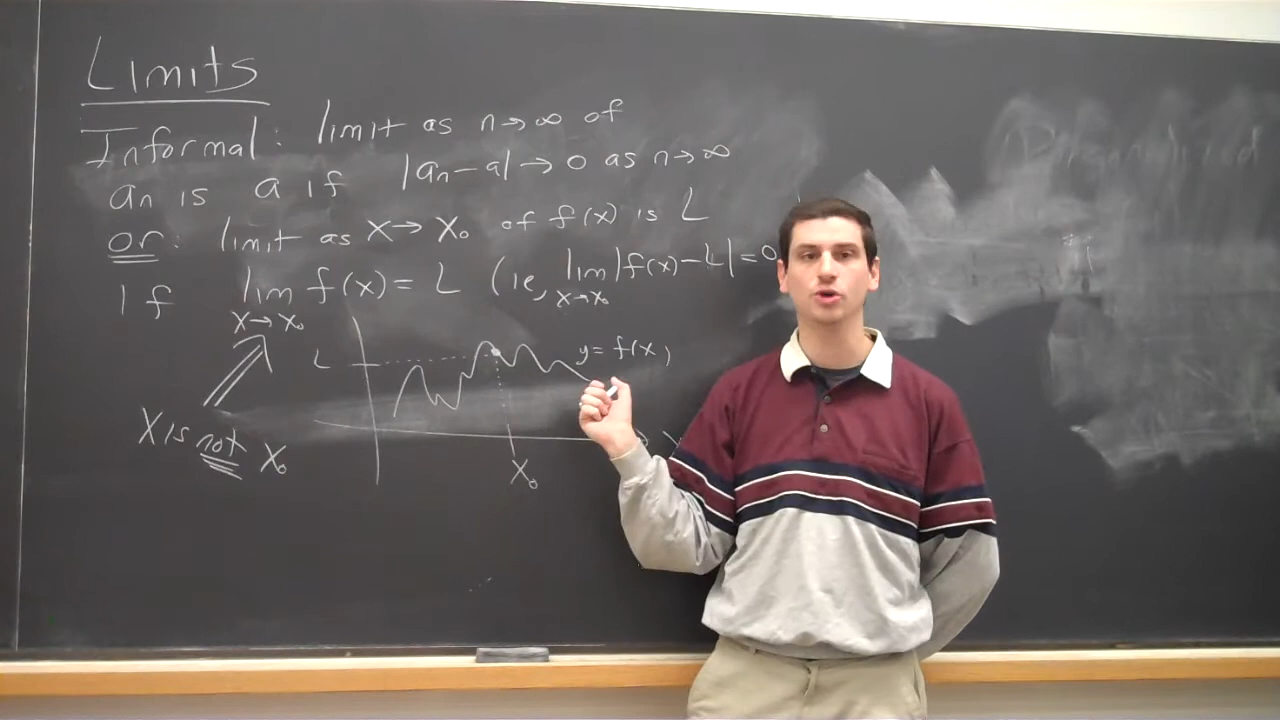 Limits
Informal: limit as n→∞ of
an is a if |an-a|→0 as n→∞
or: limit as x→x₀ of f(x) is L
If lim f(x)= L (ie, lim |f(x)-L|=0
x→x₀ x→x₀
L y=f(x)
X is not X₀
X₀